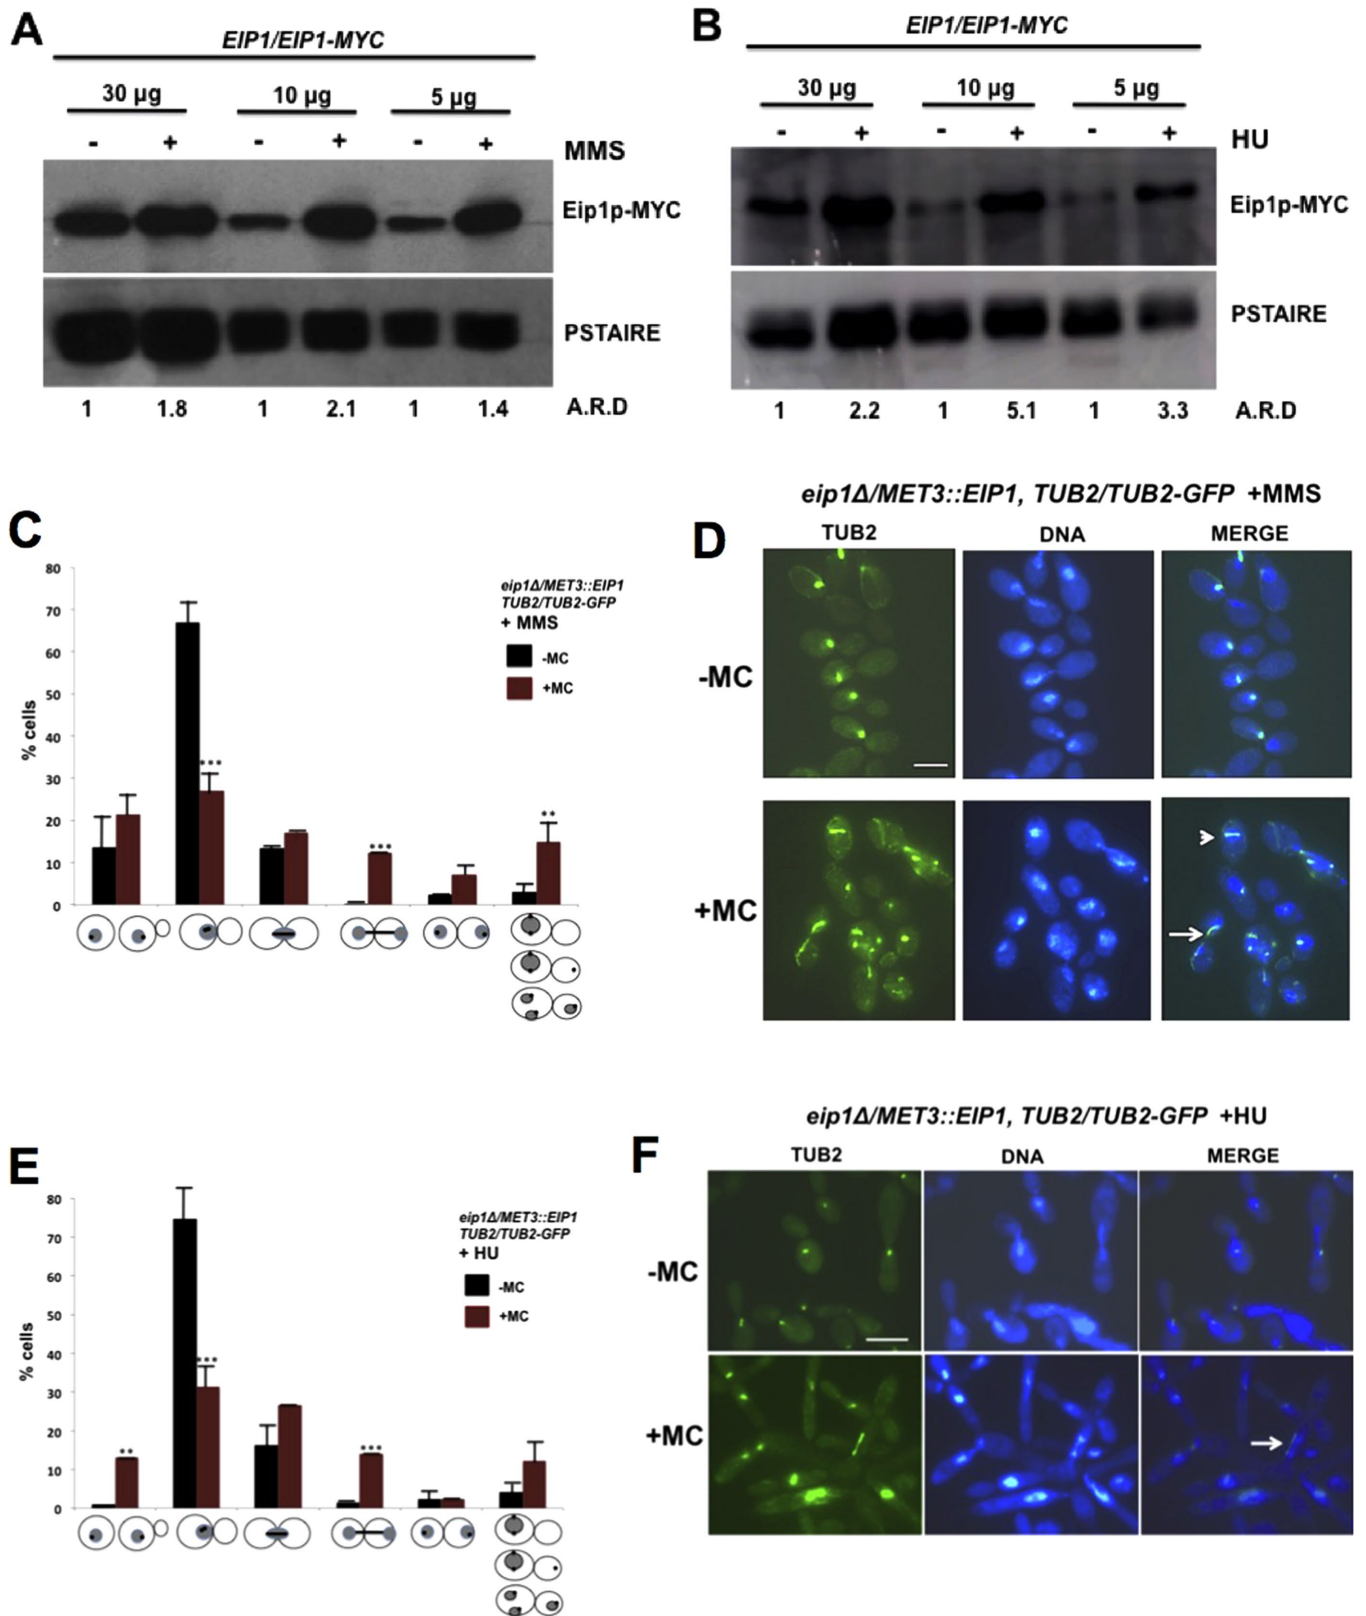 A
EIP1/EIP1-MYC
30 µg 10 µg 5 µg
- + - + - + MMS
Eip1p-MYC
PSTAIRE
1 1.8 1 2.1 1 1.4 A.R.D
B
EIP1/EIP1-MYC
30 µg 10 µg 5 µg
- + - + - + HU
Eip1p-MYC
PSTAIRE
1 2.2 1 5.1 1 3.3 A.R.D
C
80
70
60
50
40
30
20
10
0
% cells
eip1Δ/MET3::EIP1
TUB2/TUB2-GFP
+ MMS
-MC
+MC
***
***
**
D
eip1Δ/MET3::EIP1, TUB2/TUB2-GFP +MMS
TUB2 DNA MERGE
-MC
+MC
E
80
70
60
50
40
30
20
10
0
% cells
eip1Δ/MET3::EIP1
TUB2/TUB2-GFP
+ HU
-MC
+MC
**
***
***
F
eip1Δ/MET3::EIP1, TUB2/TUB2-GFP +HU
TUB2 DNA MERGE
-MC
+MC